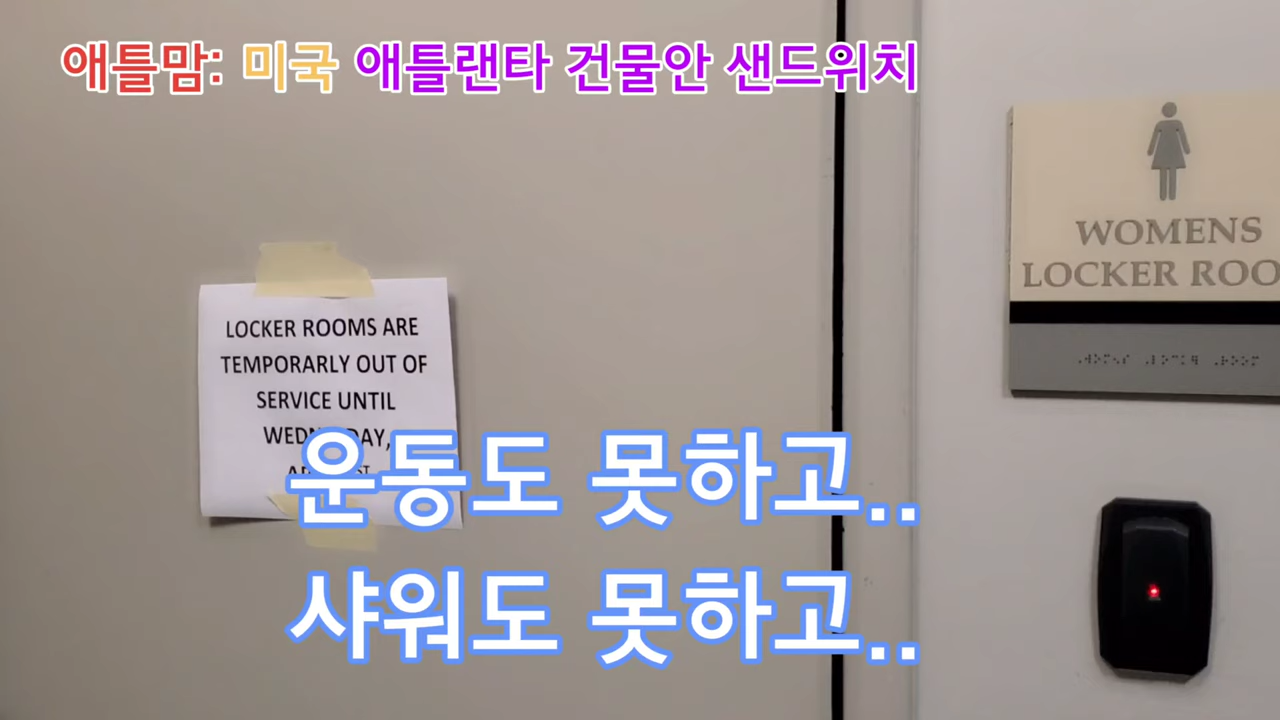 애틀맘: 미국 애틀랜타 건물안 샌드위치
WOMENS
LOCKER ROO
LOCKER ROOMS ARE
TEMPORARLY OUT OF
SERVICE UNTIL
운동도 못하고..
샤워도 못하고..